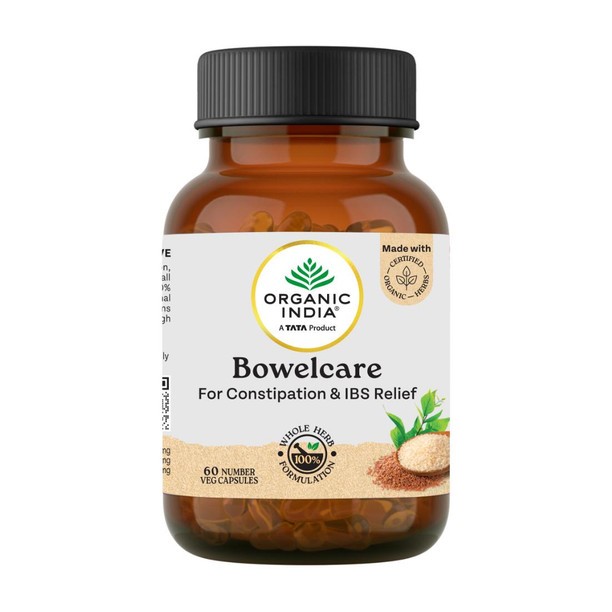 Made with
CERTIFIED
ORGANIC HERBS
ORGANIC
INDIA®
A TATA Product
Bowelcare
For Constipation & IBS Relief
WHOLE HERB
100%
FORMULATION
60 NUMBER
VEG CAPSULES